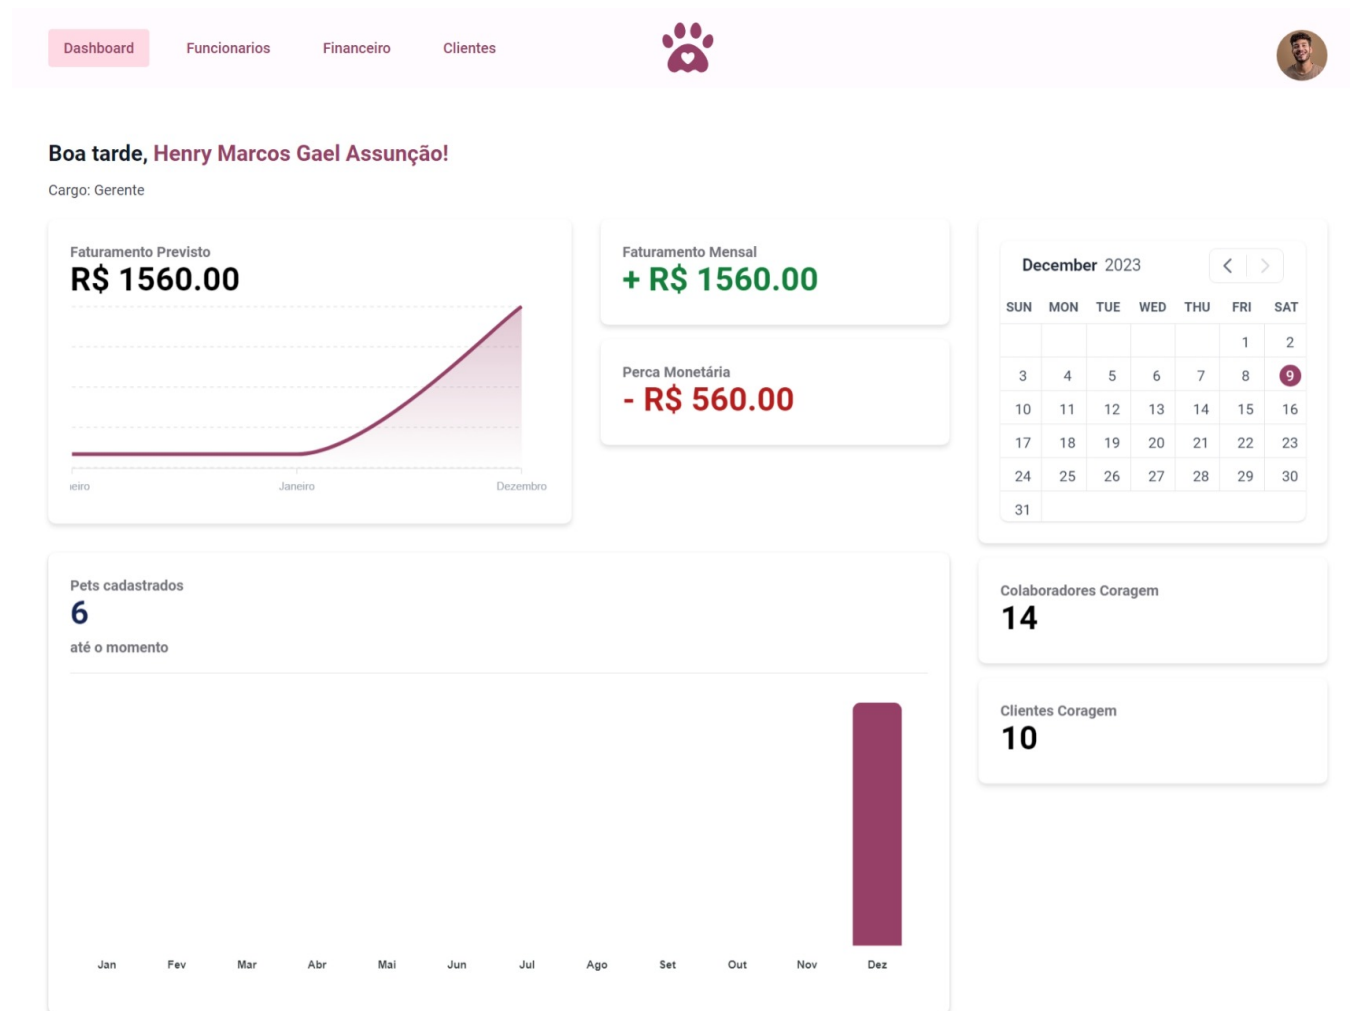 Dashboard Funcionarios Financeiro Clientes
Boa tarde, Henry Marcos Gael Assunção!
Cargo: Gerente
Faturamento Previsto
R$ 1560.00
eiro Janeiro Dezembro
Faturamento Mensal
+ R$ 1560.00
Perca Monetária
- R$ 560.00
December 2023
SUN MON TUE WED THU FRI SAT
1 2
3 4 5 6 7 8 9
10 11 12 13 14 15 16
17 18 19 20 21 22 23
24 25 26 27 28 29 30
31
Pets cadastrados
6
até o momento
Jan Fev Mar Abr Mai Jun Jul Ago Set Out Nov Dez
Colaboradores Coragem
14
Clientes Coragem
10